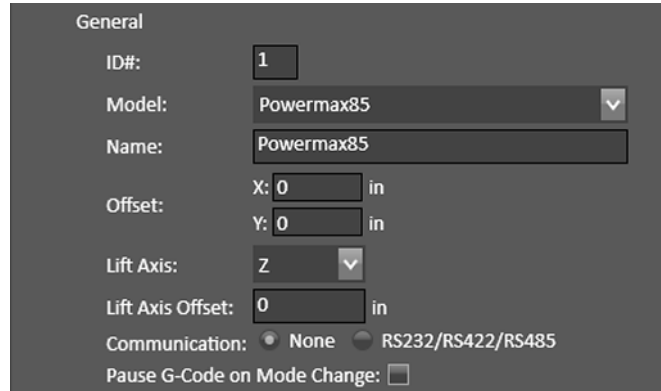 General
ID#: 1
Model: Powermax85
Name: Powermax85
Offset: X: 0 in
Y: 0 in
Lift Axis: Z
Lift Axis Offset: 0 in
Communication: None RS232/RS422/RS485
Pause G-Code on Mode Change: